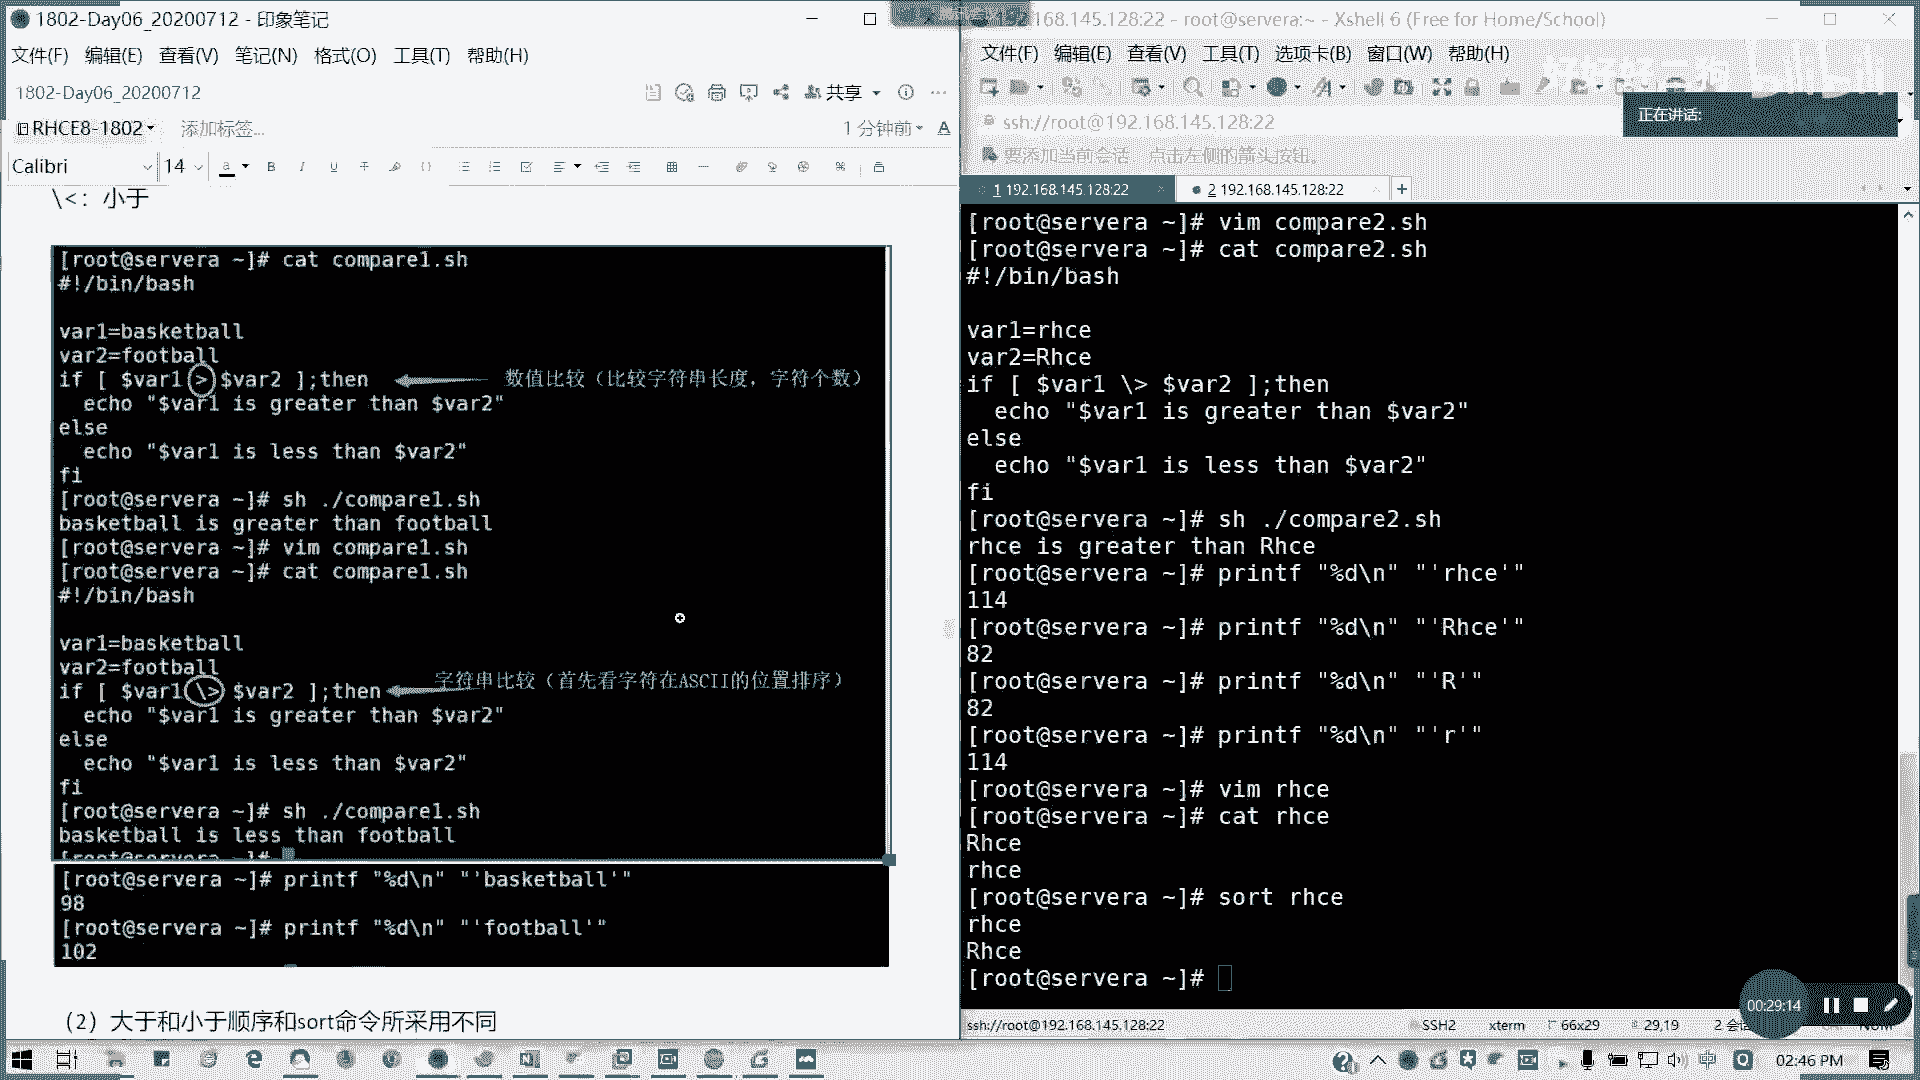 1802-Day06_20200712 - 印象笔记
文件(F) 编辑(E) 查看(V) 笔记(N) 格式(O) 工具(T) 帮助(H)
1802-Day06_20200712
共享
RHCE8-1802
添加标签...
1 分钟前
Calibri 14
\<：小于
[root@servera ~]# cat compare1.sh
#!/bin/bash
var1=basketball
var2=football
if [ $var1 > $var2 ];then
数值比较（比较字符串长度，字符个数）
echo "$var1 is greater than $var2"
else
echo "$var1 is less than $var2"
fi
[root@servera ~]# sh ./compare1.sh
basketball is greater than football
[root@servera ~]# vim compare1.sh
[root@servera ~]# cat compare1.sh
#!/bin/bash
var1=basketball
var2=football
if [ $var1 \> $var2 ];then
字符串比较（首先看字符在ASCII的位置排序）
echo "$var1 is greater than $var2"
else
echo "$var1 is less than $var2"
fi
[root@servera ~]# sh ./compare1.sh
basketball is less than football
[root@servera ~]#
[root@servera ~]# printf "%d\n" "'basketball'"
98
[root@servera ~]# printf "%d\n" "'football'"
102
（2）大于和小于顺序和sort命令所采用不同
168.145.128:22 - root@servera:~ - Xshell 6 (Free for Home/School)
文件(F) 编辑(E) 查看(V) 工具(T) 选项卡(B) 窗口(W) 帮助(H)
bilibili
正在讲话:
ssh://root@192.168.145.128:22
要添加当前会话，点击左侧的箭头按钮。
1 192.168.145.128:22
2 192.168.145.128:22
[root@servera ~]# vim compare2.sh
[root@servera ~]# cat compare2.sh
#!/bin/bash
var1=rhce
var2=Rhce
if [ $var1 \> $var2 ];then
echo "$var1 is greater than $var2"
else
echo "$var1 is less than $var2"
fi
[root@servera ~]# sh ./compare2.sh
rhce is greater than Rhce
[root@servera ~]# printf "%d\n" "'rhce'"
114
[root@servera ~]# printf "%d\n" "'Rhce'"
82
[root@servera ~]# printf "%d\n" "'R'"
82
[root@servera ~]# printf "%d\n" "'r'"
114
[root@servera ~]# vim rhce
[root@servera ~]# cat rhce
Rhce
rhce
[root@servera ~]# sort rhce
rhce
Rhce
[root@servera ~]#
00:29:14
ssh://root@192.168.145.128:22 SSH2 xterm 66x29 29,19 2 会 NUM
中
02:46 PM